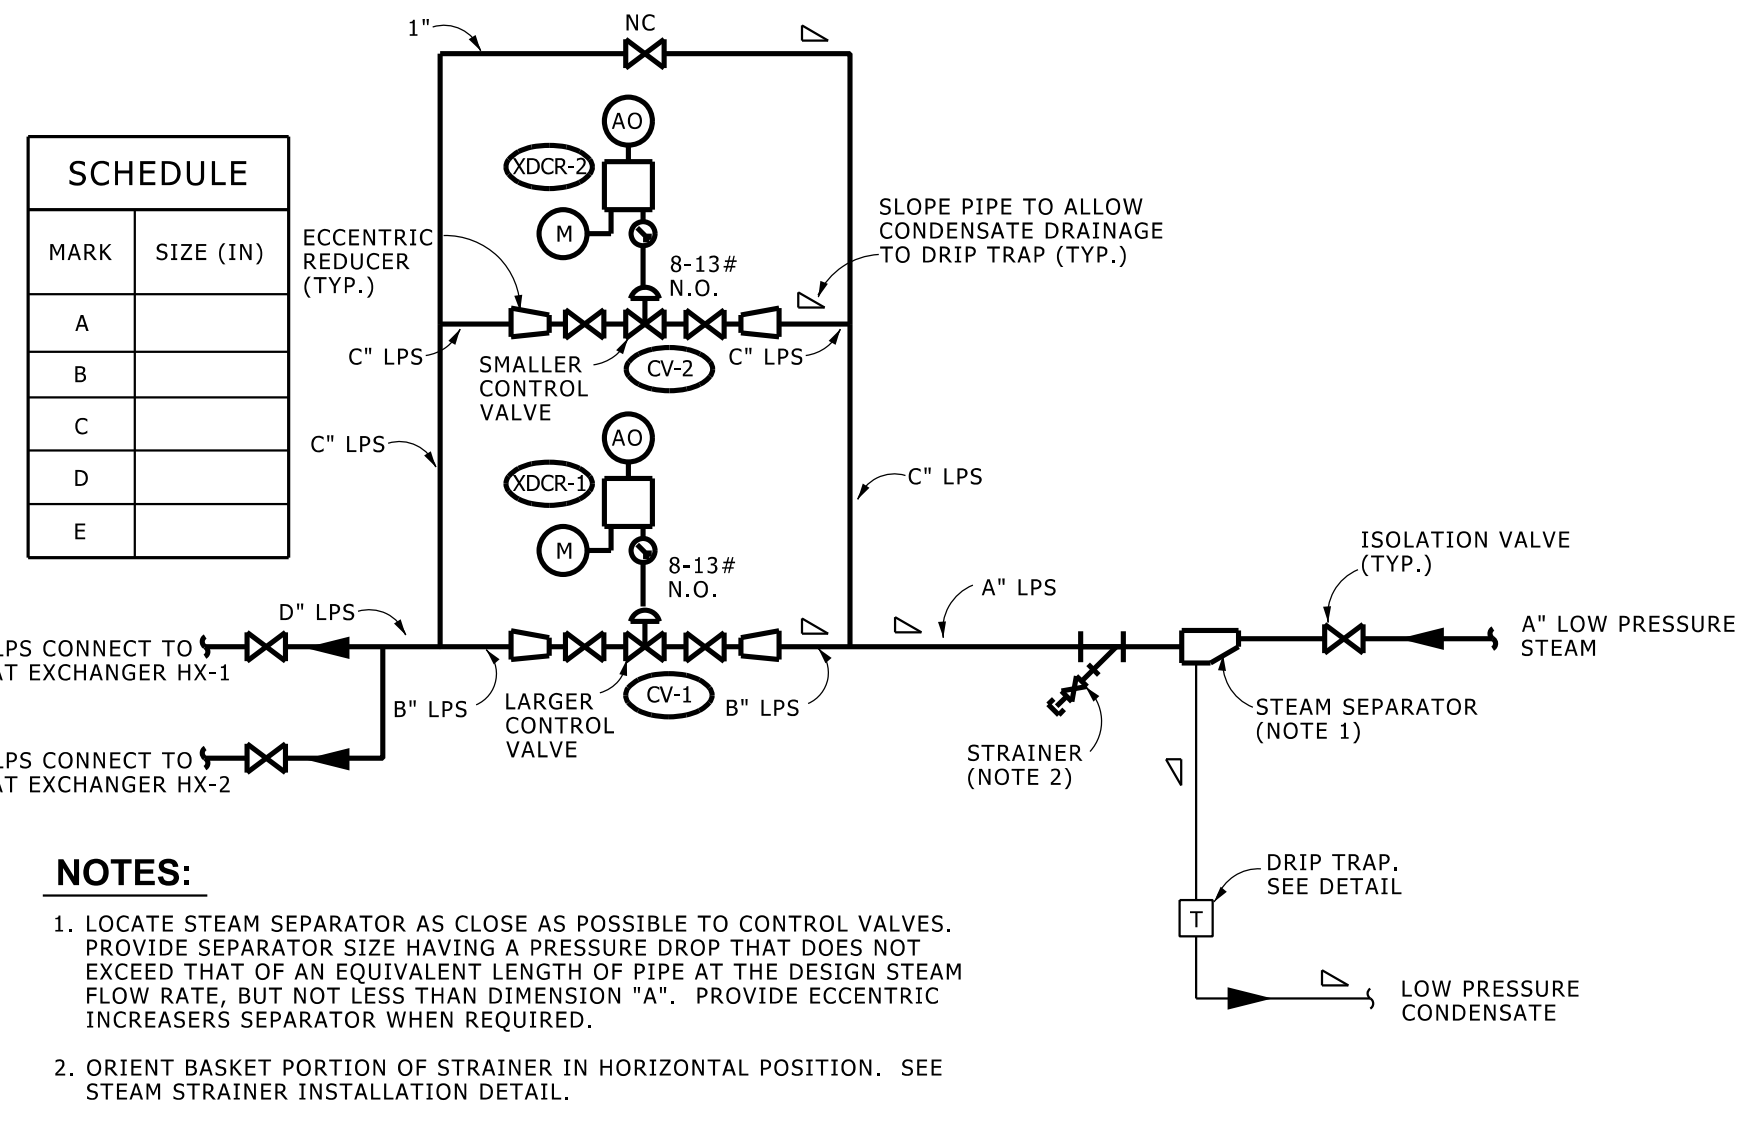 1"
NC
AO
XDCR-2
M
8-13#
N.O.
SCHEDULE
MARK
SIZE (IN)
A
B
C
D
E
ECCENTRIC
REDUCER
(TYP.)
SLOPE PIPE TO ALLOW
CONDENSATE DRAINAGE
TO DRIP TRAP (TYP.)
C" LPS
SMALLER
CONTROL
VALVE
CV-2
C" LPS
AO
C" LPS
XDCR-1
C" LPS
M
8-13#
N.O.
ISOLATION VALVE
(TYP.)
A" LPS
D" LPS
A" LOW PRESSURE
STEAM
LPS CONNECT TO
AT EXCHANGER HX-1
B" LPS
LARGER
CONTROL
VALVE
CV-1
B" LPS
STEAM SEPARATOR
(NOTE 1)
STRAINER
(NOTE 2)
LPS CONNECT TO
AT EXCHANGER HX-2
DRIP TRAP.
SEE DETAIL
T
LOW PRESSURE
CONDENSATE
NOTES:
1. LOCATE STEAM SEPARATOR AS CLOSE AS POSSIBLE TO CONTROL VALVES.
PROVIDE SEPARATOR SIZE HAVING A PRESSURE DROP THAT DOES NOT
EXCEED THAT OF AN EQUIVALENT LENGTH OF PIPE AT THE DESIGN STEAM
FLOW RATE, BUT NOT LESS THAN DIMENSION "A". PROVIDE ECCENTRIC
INCREASERS SEPARATOR WHEN REQUIRED.
2. ORIENT BASKET PORTION OF STRAINER IN HORIZONTAL POSITION. SEE
STEAM STRAINER INSTALLATION DETAIL.